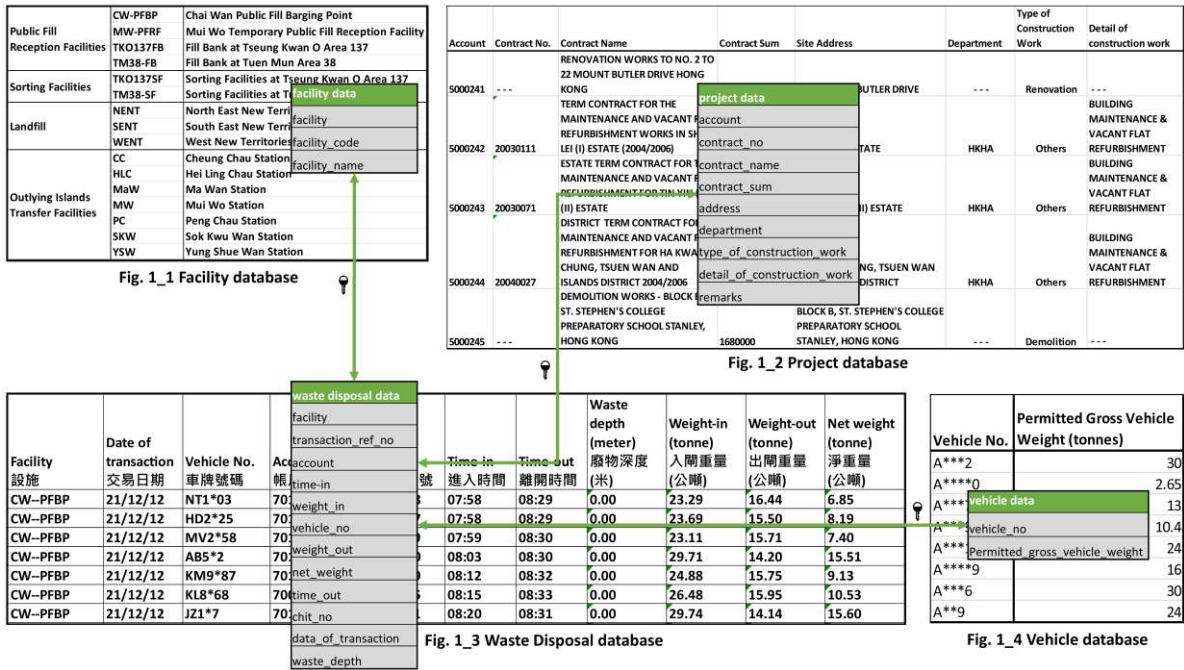 Public Fill
Reception Facilities
CW-PFBP Chai Wan Public Fill Barging Point
MW-PFRF Mui Wo Temporary Public Fill Reception Facility
TKO137FB Fill Bank at Tseung Kwan O Area 137
TM38-FB Fill Bank at Tuen Mun Area 38
Sorting Facilities
TKO137SF Sorting Facilities at Tseung Kwan O Area 137
TM38-SF Sorting Facilities at
Landfill
NENT North East New
SENT South East New
WENT West New Territories
Outlying Islands
Transfer Facilities
CC Cheung Chau Station
HLC Hei Ling Chau Station
MaW Ma Wan Station
MW Mui Wo Station
PC Peng Chau Station
SKW Sok Kwu Wan Station
YSW Yung Shue Wan Station
facility data
facility
facility_code
facility_name
Fig. 1_1 Facility database
Account Contract No. Contract Name Contract Sum Site Address Department Type of Construction Work Detail of construction work
RENOVATION WORKS TO NO. 2 TO
22 MOUNT BUTLER DRIVE HONG
5000241 --- KONG BUTLER DRIVE --- Renovation ---
TERM CONTRACT FOR THE BUILDING
MAINTENANCE AND VACANT MAINTENANCE &
REFURBISHMENT WORKS IN VACANT FLAT
5000242 20030111 LEI (I) ESTATE (2004/2006) HKHA Others REFURBISHMENT
ESTATE TERM CONTRACT FOR BUILDING
MAINTENANCE AND VACANT MAINTENANCE &
REFURBISHMENT FOR TIN YIU VACANT FLAT
5000243 20030071 (II) ESTATE ESTATE HKHA Others REFURBISHMENT
DISTRICT TERM CONTRACT FOR
MAINTENANCE AND VACANT BUILDING
REFURBISHMENT FOR HA MAINTENANCE &
CHUNG, TSUEN WAN AND TSUEN WAN VACANT FLAT
5000244 20040027 ISLANDS DISTRICT 2004/2006 DISTRICT HKHA Others REFURBISHMENT
DEMOLITION WORKS - BLOCK
ST. STEPHEN'S COLLEGE BLOCK B, ST. STEPHEN'S COLLEGE
PREPARATORY SCHOOL STANLEY, PREPARATORY SCHOOL
5000245 --- HONG KONG 1680000 STANLEY, HONG KONG --- Demolition ---
project data
account
contract_no
contract_name
contract_sum
address
department
type_of_construction_work
detail_of_construction_work
remarks
Fig. 1_2 Project database
Facility Date of transaction Vehicle No. Time-in Time-out Waste depth (meter) Weight-in (tonne) Weight-out (tonne) Net weight (tonne)
設施 交易日期 車牌號碼 號 進入時間 離開時間 廢物深度 (米) 入閘重量 (公噸) 出閘重量 (公噸) 淨重量 (公噸)
CW--PFBP 21/12/12 NT1*03 07:58 08:29 0.00 23.29 16.44 6.85
CW--PFBP 21/12/12 HD2*25 07:58 08:29 0.00 23.69 15.50 8.19
CW--PFBP 21/12/12 MV2*58 07:59 08:30 0.00 23.11 15.71 7.40
CW--PFBP 21/12/12 AB5*2 08:03 08:30 0.00 29.71 14.20 15.51
CW--PFBP 21/12/12 KM9*87 08:12 08:32 0.00 24.88 15.75 9.13
CW--PFBP 21/12/12 KL8*68 08:15 08:33 0.00 26.48 15.95 10.53
CW--PFBP 21/12/12 JZ1*7 08:20 08:31 0.00 29.74 14.14 15.60
waste disposal data
facility
transaction_ref_no
account
time-in
weight_in
vehicle_no
weight_out
net_weight
time_out
chit_no
data_of_transaction
waste_depth
Fig. 1_3 Waste Disposal database
Vehicle No. Permitted Gross Vehicle Weight (tonnes)
A***2 30
A****0 2.65
13
10.4
24
A****9 16
A***6 30
A**9 24
vehicle data
vehicle_no
Permitted_gross_vehicle_weight
Fig. 1_4 Vehicle database